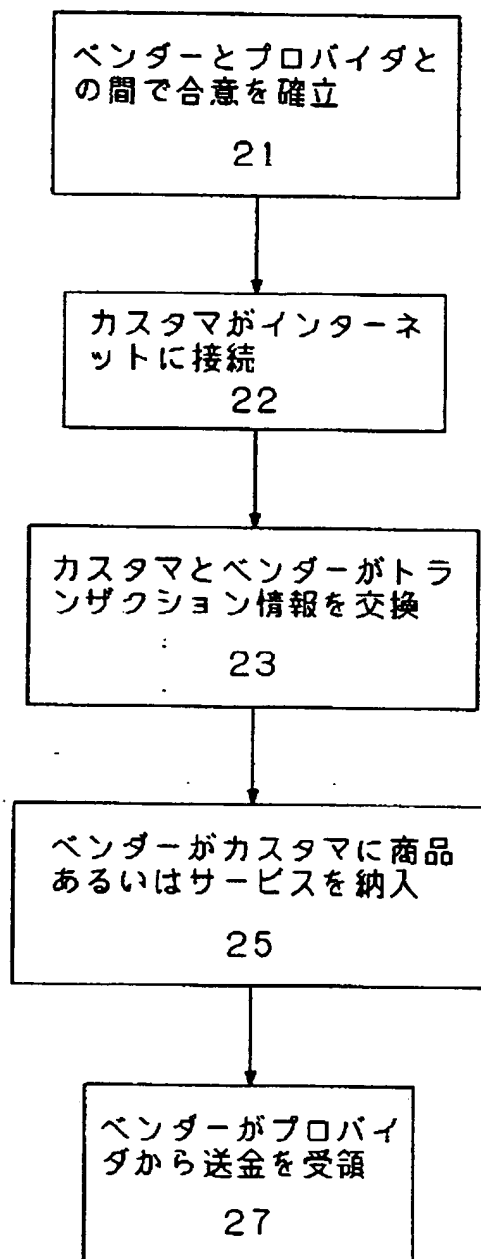 ベンダーとプロバイダと
の間で合意を確立
21
カスタマがインターネ
ットに接続
22
カスタマとベンダーがトラ
ンザクション情報を交換
23
ベンダーがカスタマに商品
あるいはサービスを納入
25
ベンダーがプロバイ
ダから送金を受領
27